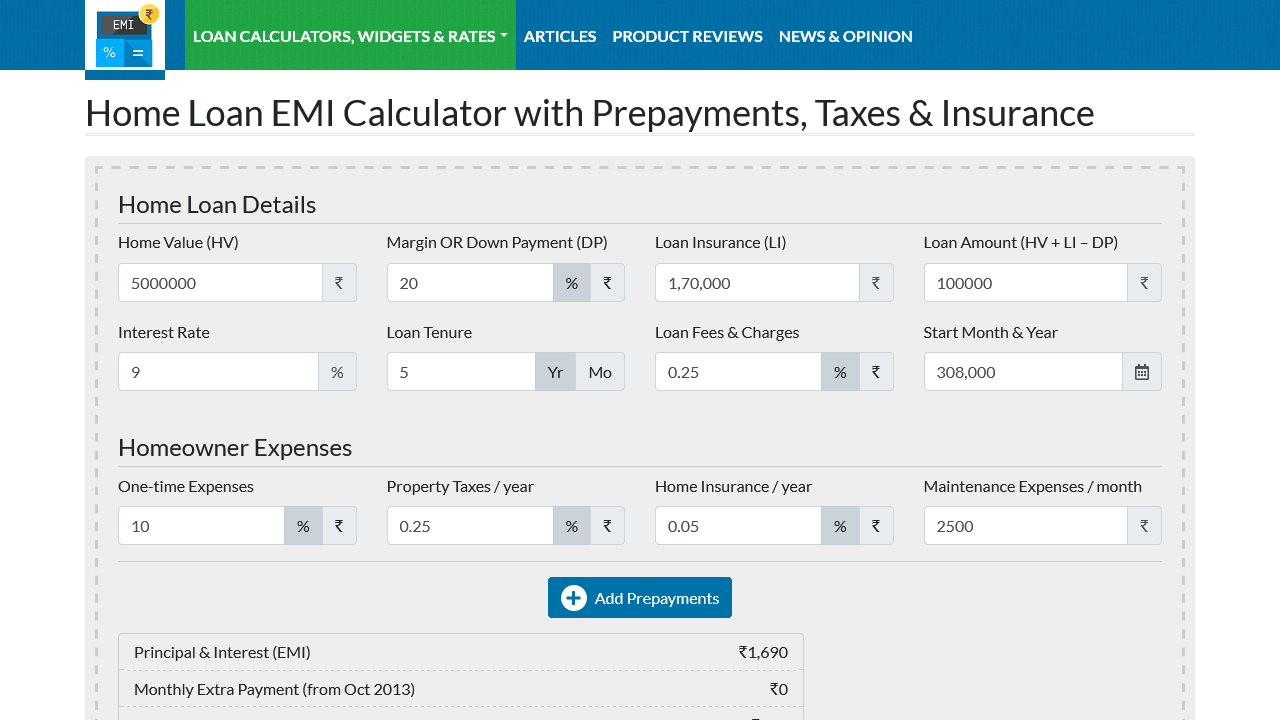 EMI ₹
% =
LOAN CALCULATORS, WIDGETS & RATES ARTICLES PRODUCT REVIEWS NEWS & OPINION
Home Loan EMI Calculator with Prepayments, Taxes & Insurance
Home Loan Details
Home Value (HV) Margin OR Down Payment (DP) Loan Insurance (LI) Loan Amount (HV + LI – DP)
5000000 ₹ 20 % ₹ 1,70,000 ₹ 100000 ₹
Interest Rate Loan Tenure Loan Fees & Charges Start Month & Year
9 % 5 Yr Mo 0.25 % ₹ 308,000
Homeowner Expenses
One-time Expenses Property Taxes / year Home Insurance / year Maintenance Expenses / month
10 % ₹ 0.25 % ₹ 0.05 % ₹ 2500 ₹
Add Prepayments
Principal & Interest (EMI) ₹1,690
Monthly Extra Payment (from Oct 2013) ₹0